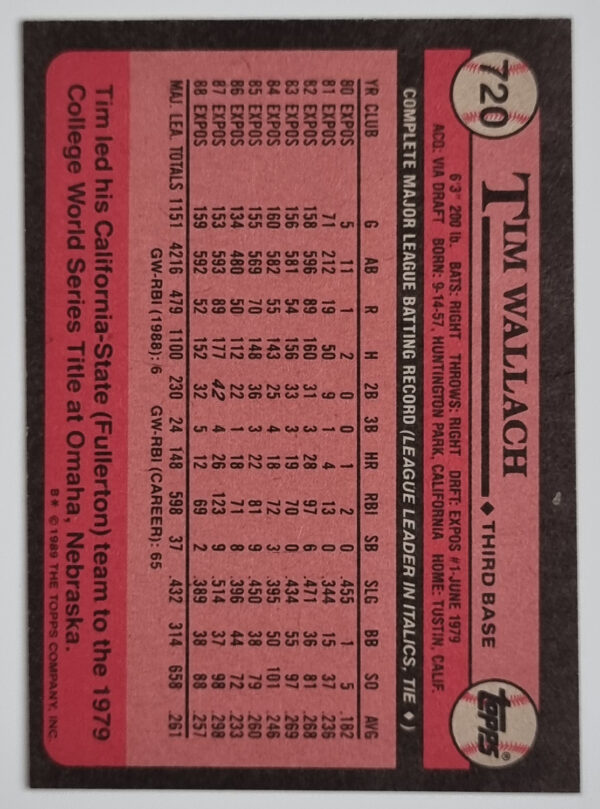 720
TIM WALLACH ♦ THIRD BASE
TOPPS®
6'3" 200 lb. BATS: RIGHT THROWS: RIGHT DRFT: EXPOS #1-JUNE 1979
ACQ: VIA DRAFT BORN: 9-14-57, HUNTINGTON PARK, CALIFORNIA HOME: TUSTIN, CALIF.
COMPLETE MAJOR LEAGUE BATTING RECORD (LEAGUE LEADER IN ITALICS, TIE ♦)
YR CLUB G AB R H 2B 3B HR RBI SB SLG BB SO AVG
80 EXPOS 5 11 1 2 0 0 1 2 0 .455 1 5 .182
81 EXPOS 71 212 19 50 9 1 4 13 0 .344 15 37 .236
82 EXPOS 158 596 89 160 31 3 28 97 6 .471 36 81 .268
83 EXPOS 156 581 54 156 33 3 19 70 0 .434 55 97 .269
84 EXPOS 160 582 55 143 25 4 18 72 3 .395 50 101 .246
85 EXPOS 155 569 70 148 36 3 22 81 9 .450 38 79 .260
86 EXPOS 134 480 50 112 22 1 18 71 8 .396 44 72 .233
87 EXPOS 153 593 89 177 42 4 26 123 9 .514 37 98 .298
88 EXPOS 159 592 52 152 32 5 12 69 2 .389 38 88 .257
MAJ. LEA. TOTALS 1151 4216 479 1100 230 24 148 598 37 .432 314 658 .261
GW-RBI (1988): 6 GW-RBI (CAREER): 65
Tim led his California-State (Fullerton) team to the 1979
College World Series Title at Omaha, Nebraska.
B* ©1989 THE TOPPS COMPANY, INC.